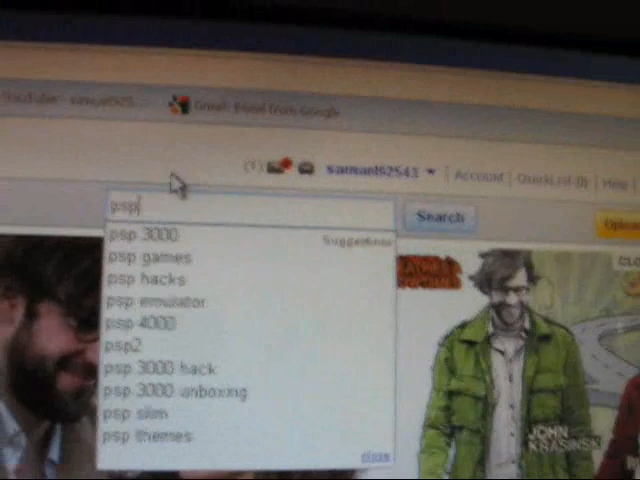 Gmail: Email from Google
(1)
Account | QuickList (0) | Help
psp
Search
Suggestions
psp 3000
psp games
psp hacks
psp emulator
psp 4000
psp2
psp 3000 hack
psp 3000 unboxing
psp slim
psp themes
close
JOHN
KRASINSKI